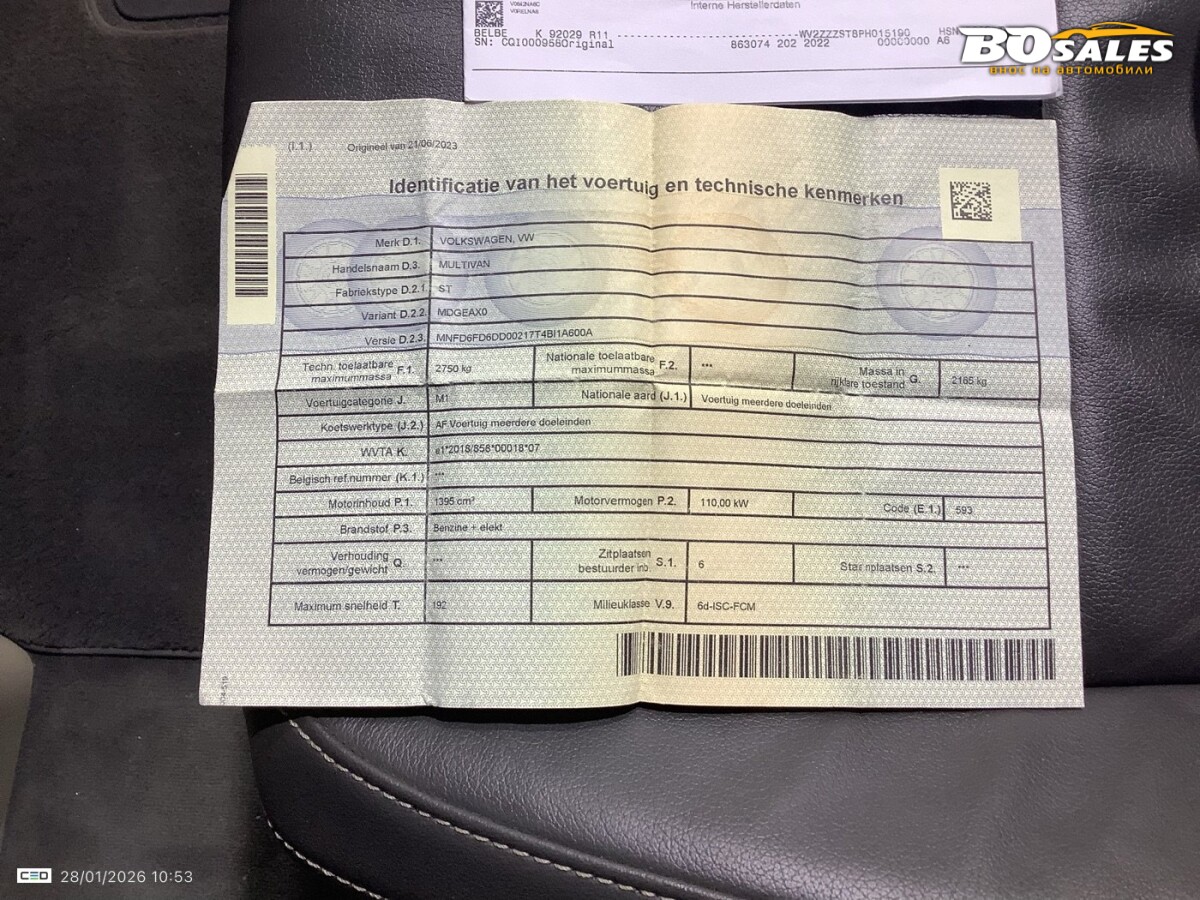 V064JNA6C
V0RELNA6
Interne Herstellerdaten
BELBE K 92029 R11 ----------------------WV2ZZZST8PH015190 HSN
SN: CQI0009560riginal 863074 202 2022 00000000 A6
BOSALES
внос на автомобили
(I.1.) Origineel van 21/06/2023
Identificatie van het voertuig en technische kenmerken
Merk D.1. VOLKSWAGEN, VW
Handelsnaam D.3. MULTIVAN
Fabriekstype D.2.1. ST
Variant D.2.2. MDGEAX0
Versie D.2.3. MNFD6FD6DD00217T4BI1A600A
Techn. toelaatbare maximummassa F.1. 2750 kg Nationale toelaatbare maximummassa F.2. *** Massa in rijklare toestand G. 2165 kg
Voertuigcategorie J. M1 Nationale aard (J.1.) Voertuig meerdere doeleinden
Koetswerktype (J.2.) AF Voertuig meerdere doeleinden
WVTA K. e1*2018/858*00018*07
Belgisch ref.nummer (K.1.) ***
Motorinhoud P.1. 1395 cm³ Motorvermogen P.2. 110,00 kW Code (E.1.) 593
Brandstof P.3. Benzine + elekt
Verhouding vermogen/gewicht Q. *** Zitplaatsen bestuurder inb. S.1. 6 Staanplaatsen S.2. ***
Maximum snelheid T. 192 Milieuklasse V.9. 6d-ISC-FCM
CEO 28/01/2026 10:53